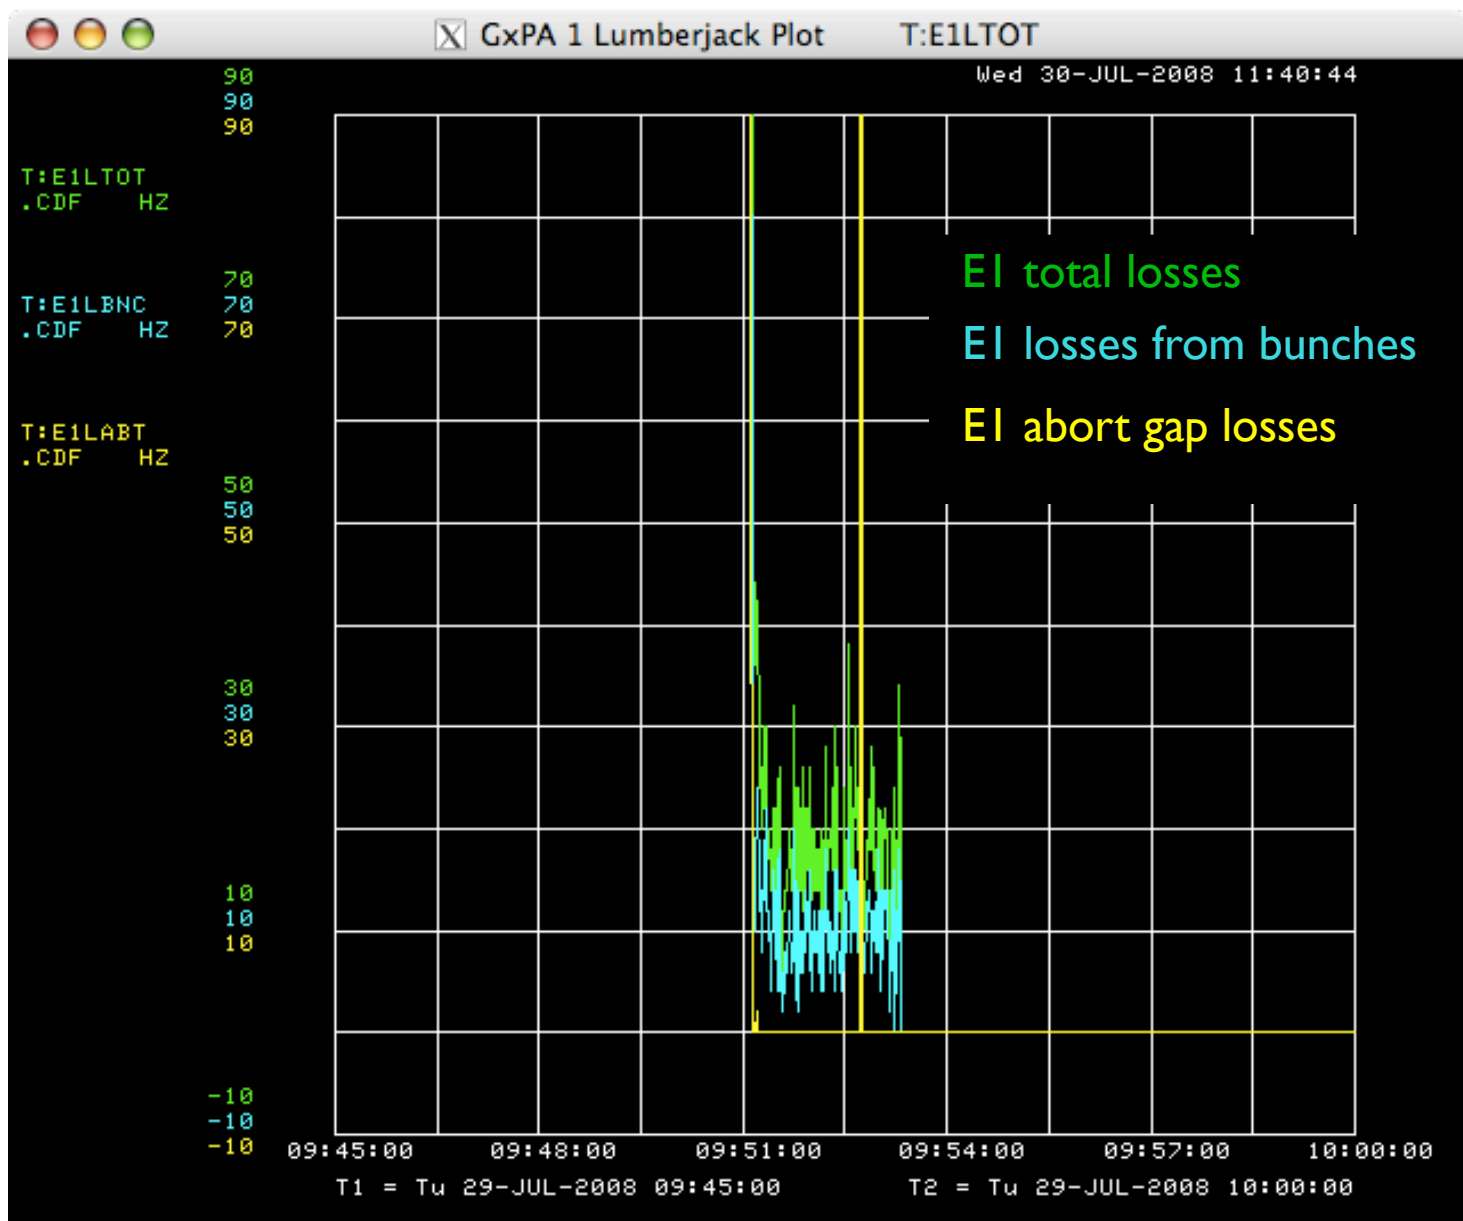 GxPA 1 Lumberjack Plot T:E1LTOT
Wed 30-JUL-2008 11:40:44
90
90
90
T:E1LTOT
.CDF HZ
E1 total losses
70
T:E1LBNC 70
.CDF HZ 70
E1 losses from bunches
E1 abort gap losses
T:E1LABT
.CDF HZ
50
50
50
30
30
30
10
10
10
-10
-10
-10
09:45:00 09:48:00 09:51:00 09:54:00 09:57:00 10:00:00
T1 = Tu 29-JUL-2008 09:45:00 T2 = Tu 29-JUL-2008 10:00:00